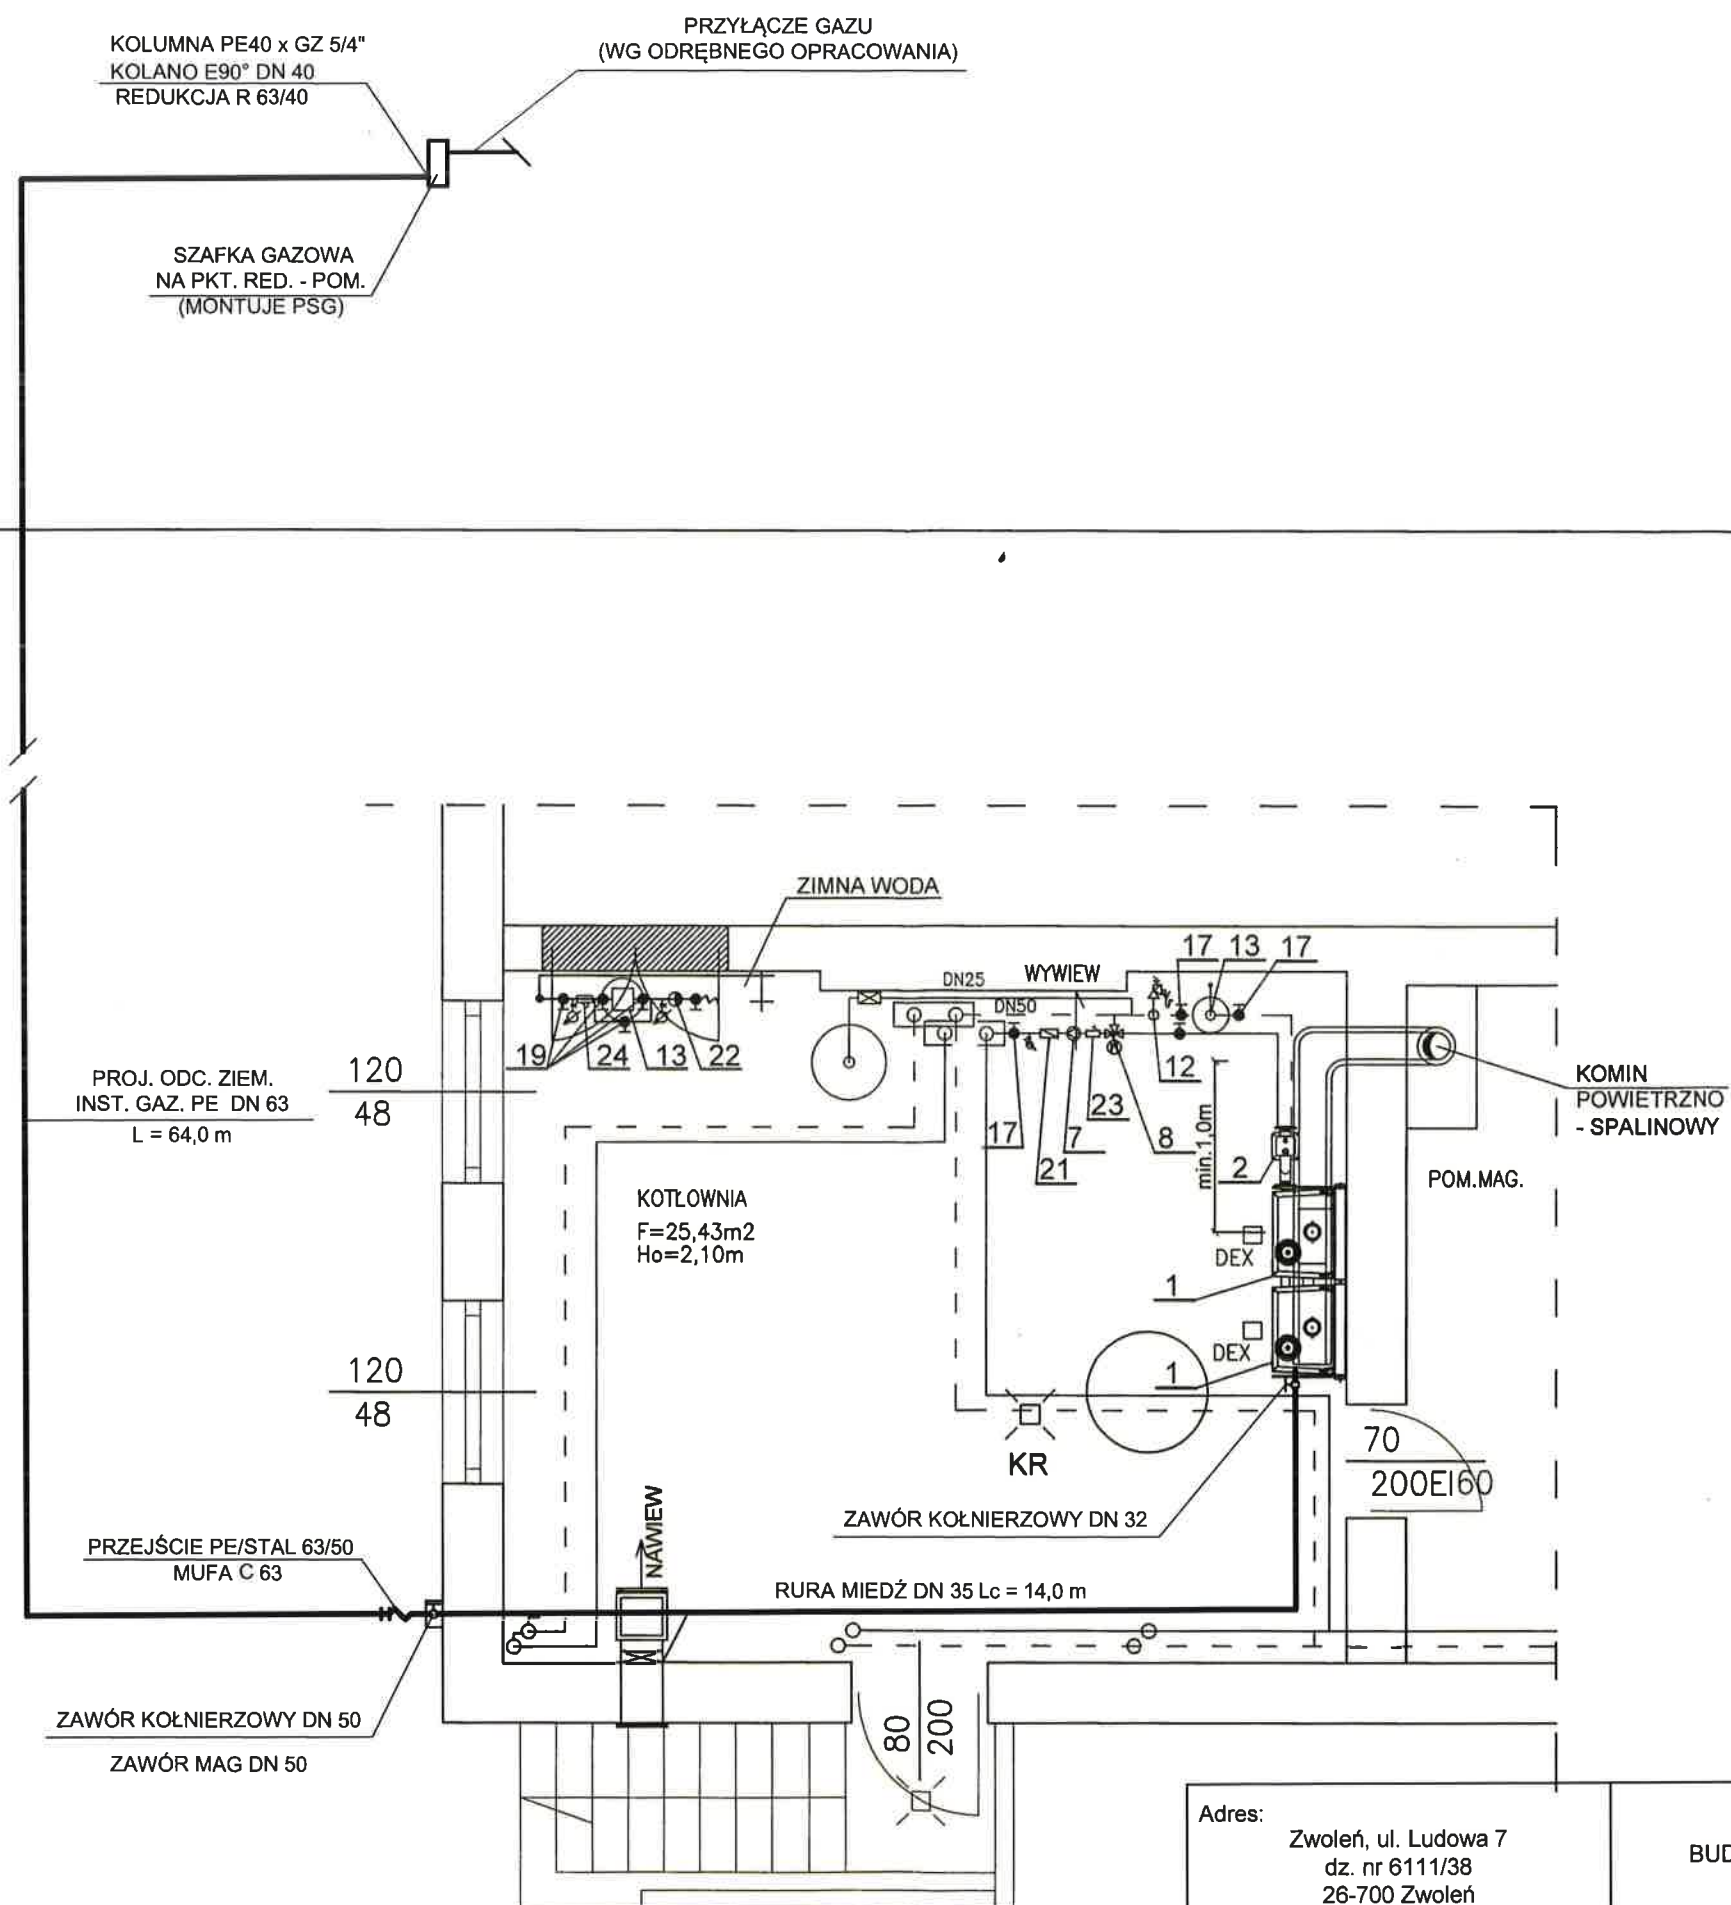 KOLUMNA PE40 x GZ 5/4"
KOLANO E90° DN 40
REDUKCJA R 63/40
PRZYŁĄCZE GAZU
(WG ODRĘBNEGO OPRACOWANIA)
SZAFKA GAZOWA
NA PKT. RED. - POM.
(MONTUJE PSG)
ZIMNA WODA
DN25
WYWIEW
17
13
17
DN50
19
24
13
22
12
23
17
21
7
8
2
min.1,0m
PROJ. ODC. ZIEM.
INST. GAZ. PE DN 63
L = 64,0 m
120
48
KOMIN
POWIETRZNO
- SPALINOWY
POM.MAG.
KOTŁOWNIA
F=25,43m2
Ho=2,10m
DEX
1
DEX
1
120
48
KR
70
200EI60
ZAWÓR KOŁNIERZOWY DN 32
NAWIEW
PRZEJŚCIE PE/STAL 63/50
MUFA C 63
RURA MIEDŹ DN 35 Lc = 14,0 m
ZAWÓR KOŁNIERZOWY DN 50
ZAWÓR MAG DN 50
80
200
Adres:
Zwoleń, ul. Ludowa 7
dz. nr 6111/38
26-700 Zwoleń
BUD